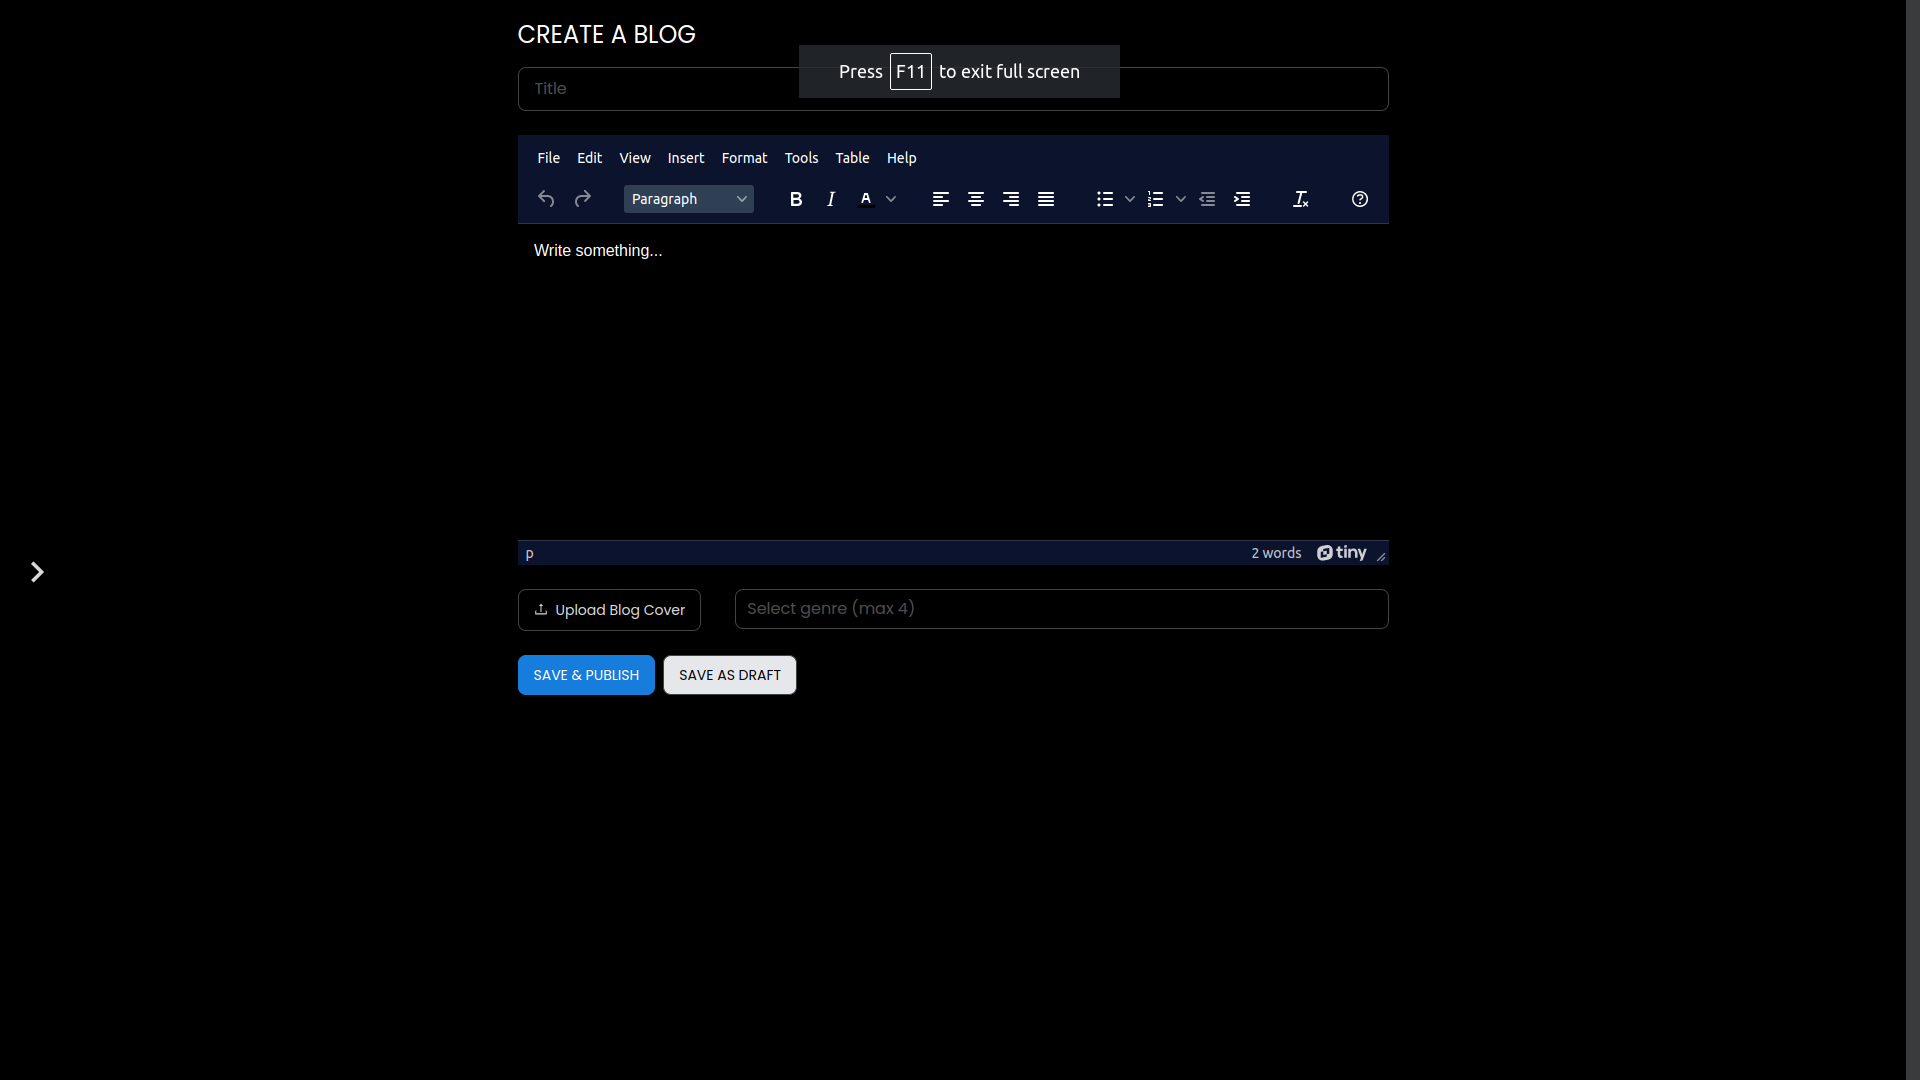 CREATE A BLOG
Press F11 to exit full screen
Title
File Edit View Insert Format Tools Table Help
Paragraph
Write something...
p 2 words tiny
Upload Blog Cover Select genre (max 4)
SAVE & PUBLISH SAVE AS DRAFT